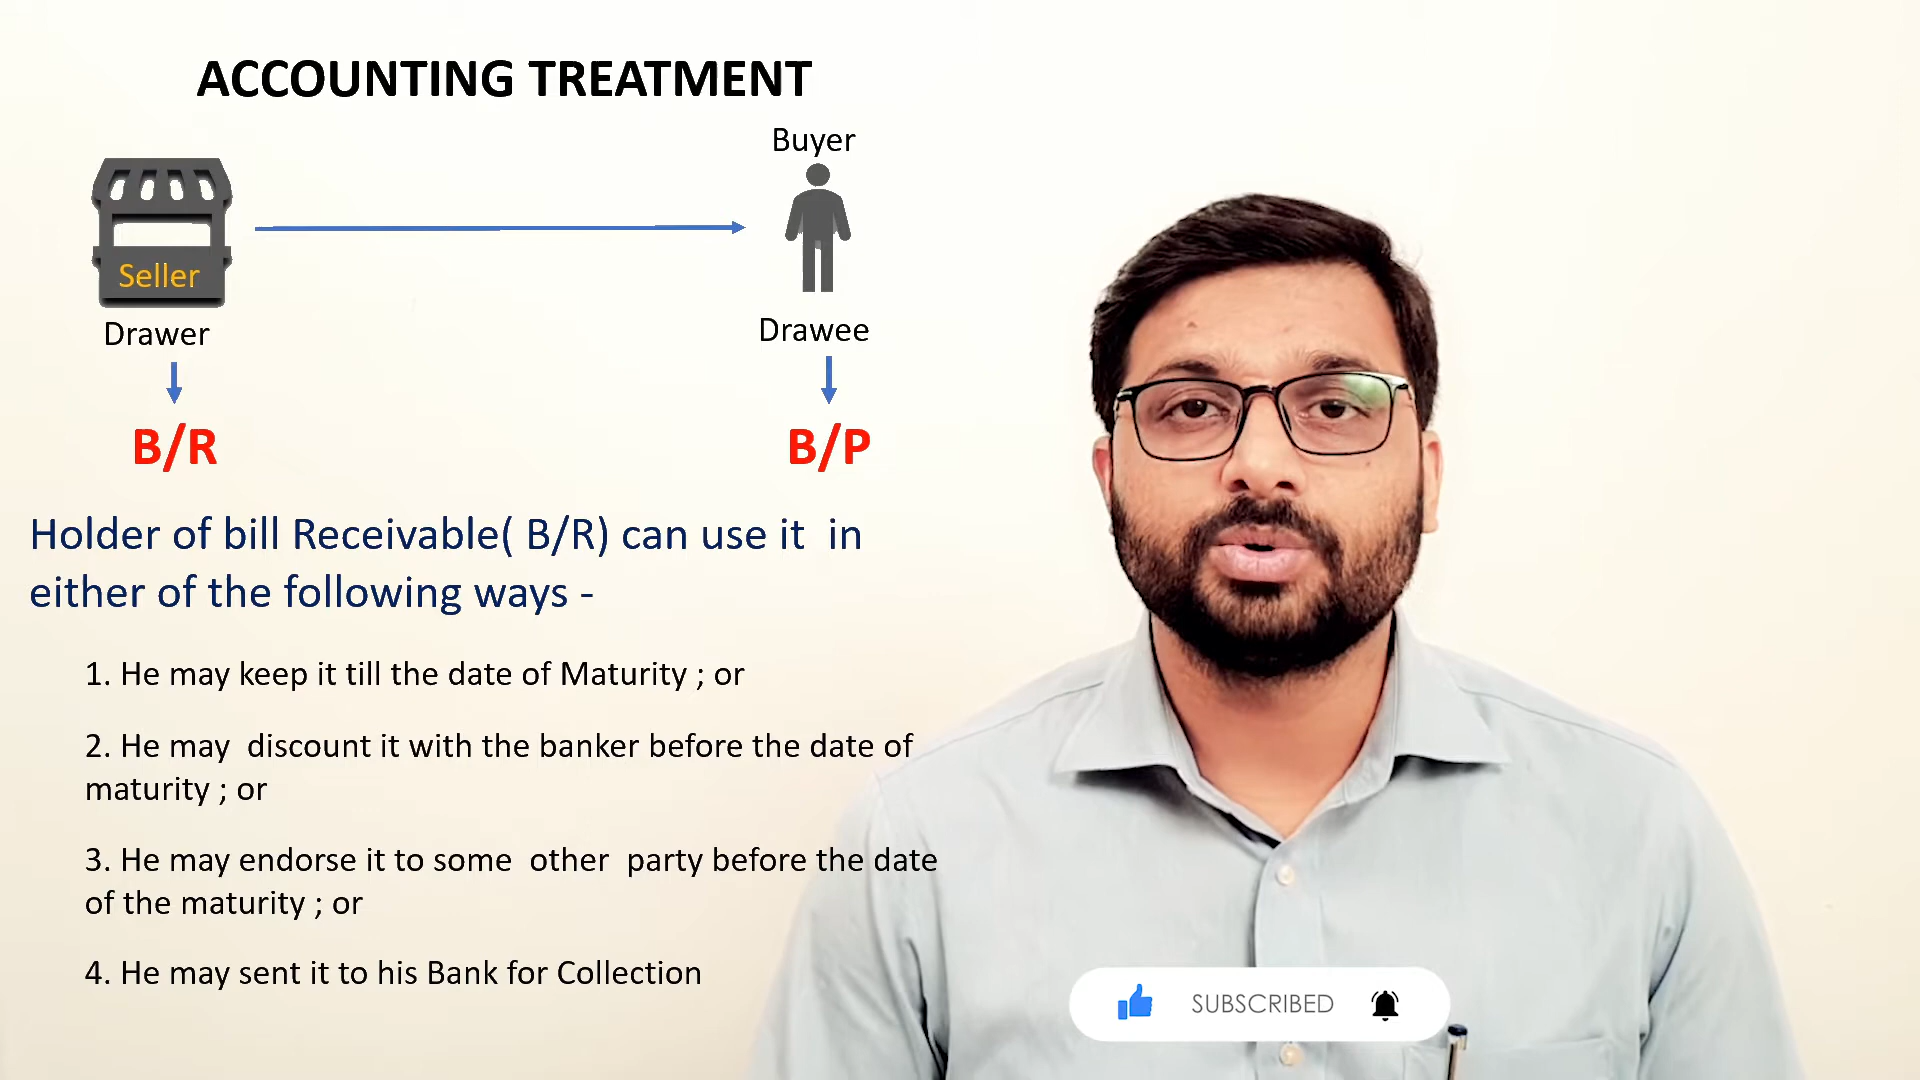 ACCOUNTING TREATMENT
Buyer
Seller
Drawer
Drawee
B/R
B/P
Holder of bill Receivable( B/R) can use it  in
either of the following ways -
1. He may keep it till the date of Maturity ; or
2. He may  discount it with the banker before the date of
maturity ; or
3. He may endorse it to some  other  party before the date
of the maturity ; or
4. He may sent it to his Bank for Collection
SUBSCRIBED